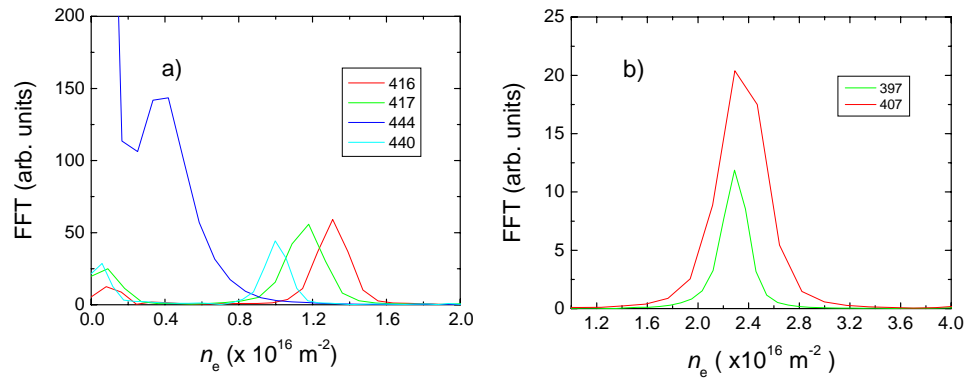 a)
FFT (arb. units)
200
150
100
50
0
416
417
444
440
0.0 0.4 0.8 1.2 1.6 2.0
nₑ (x 10¹⁶ m⁻²)
b)
FFT (arb. units)
25
20
15
10
5
0
397
407
1.2 1.6 2.0 2.4 2.8 3.2 3.6 4.0
nₑ ( x10¹⁶ m⁻² )